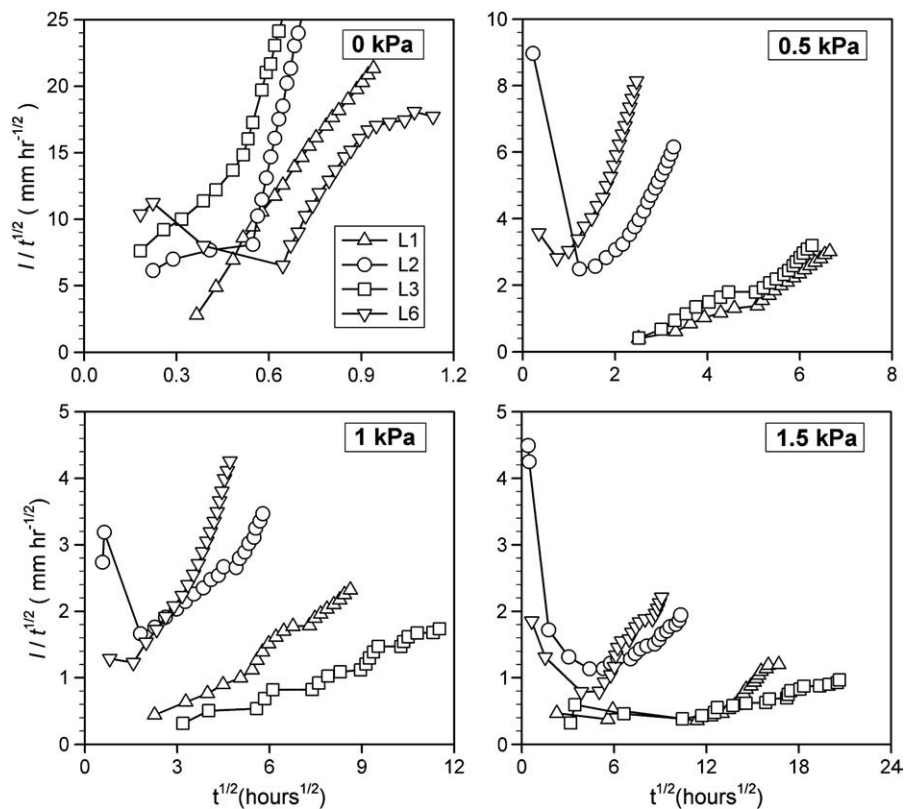 0 kPa
0.5 kPa
25
20
15
10
5
0
I / t^1/2 ( mm hr^-1/2)
L1
L2
L3
L6
0.0 0.3 0.6 0.9 1.2
10
8
6
4
2
0
0 2 4 6 8
1 kPa
1.5 kPa
5
4
3
2
1
0
I / t^1/2 ( mm hr^-1/2)
0 3 6 9 12
t^1/2(hours^1/2)
5
4
3
2
1
0
0 4 8 12 16 20 24
t^1/2(hours^1/2)